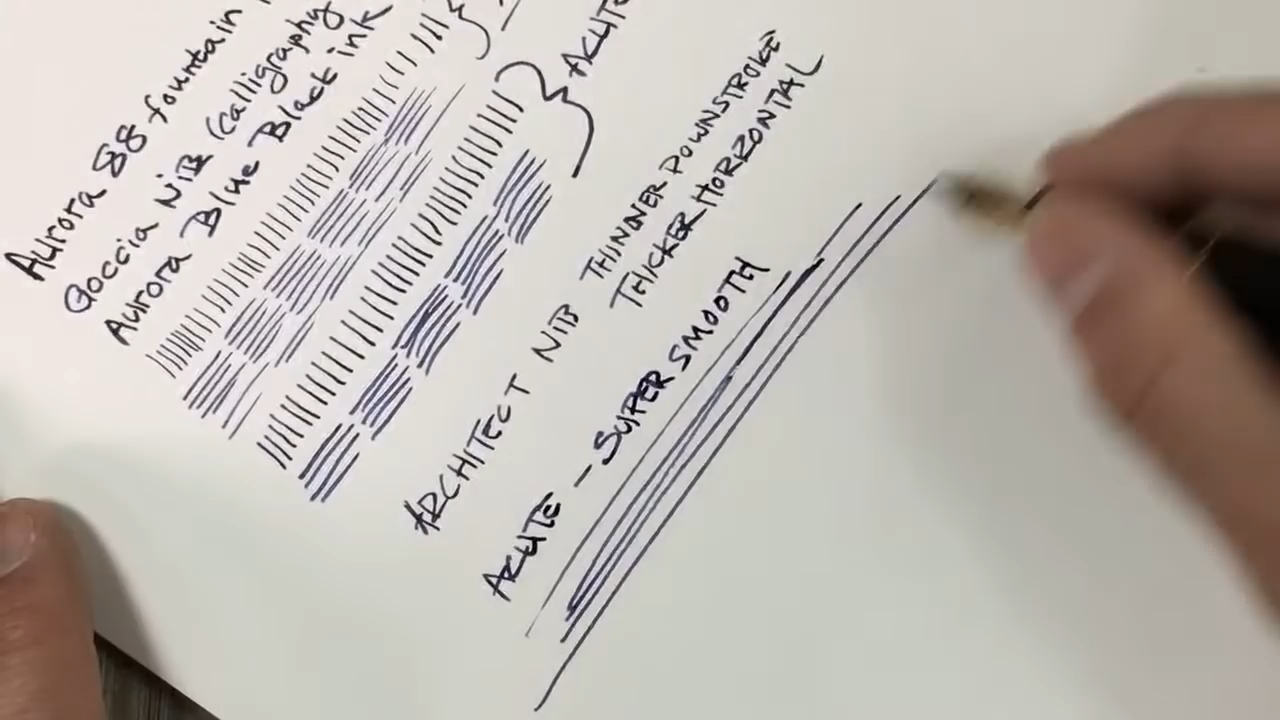 Aurora 88 fountain
Goccia NiB (calligraphy
Aurora Blue Black ink
ACUTE
ARCHITECT NIB THINNER DOWNSTROKE
THICKER HORRONTAL
ACUTE - SUPER SMOOTH